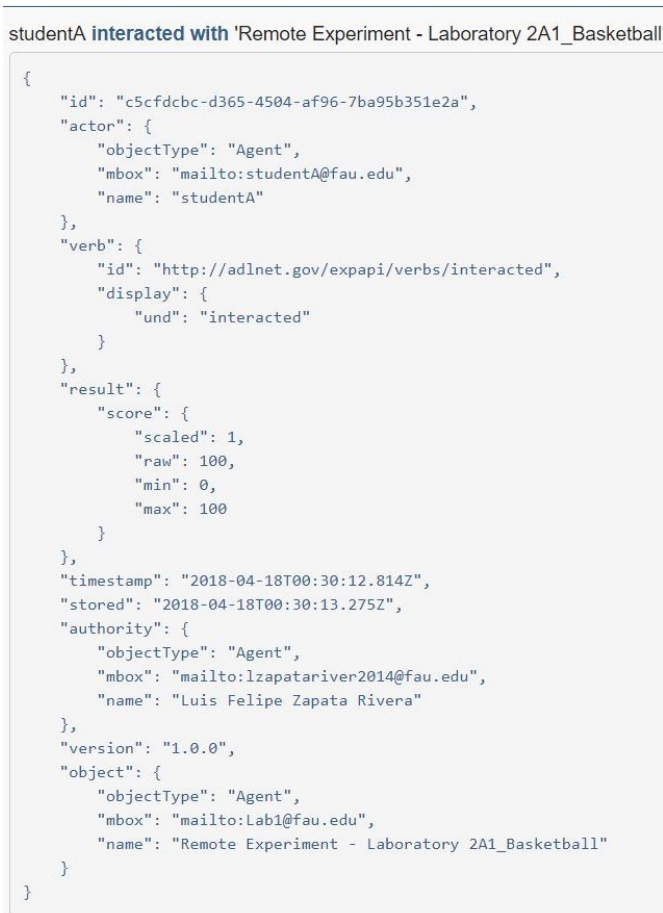 studentA interacted with 'Remote Experiment - Laboratory 2A1_Basketball'
{
    "id": "c5cfdcbc-d365-4504-af96-7ba95b351e2a",
    "actor": {
        "objectType": "Agent",
        "mbox": "mailto:studentA@fau.edu",
        "name": "studentA"
    },
    "verb": {
        "id": "http://adlnet.gov/expapi/verbs/interacted",
        "display": {
            "und": "interacted"
        }
    },
    "result": {
        "score": {
            "scaled": 1,
            "raw": 100,
            "min": 0,
            "max": 100
        }
    },
    "timestamp": "2018-04-18T00:30:12.814Z",
    "stored": "2018-04-18T00:30:13.275Z",
    "authority": {
        "objectType": "Agent",
        "mbox": "mailto:lzapatariver2014@fau.edu",
        "name": "Luis Felipe Zapata Rivera"
    },
    "version": "1.0.0",
    "object": {
        "objectType": "Agent",
        "mbox": "mailto:Lab1@fau.edu",
        "name": "Remote Experiment - Laboratory 2A1_Basketball"
    }
}